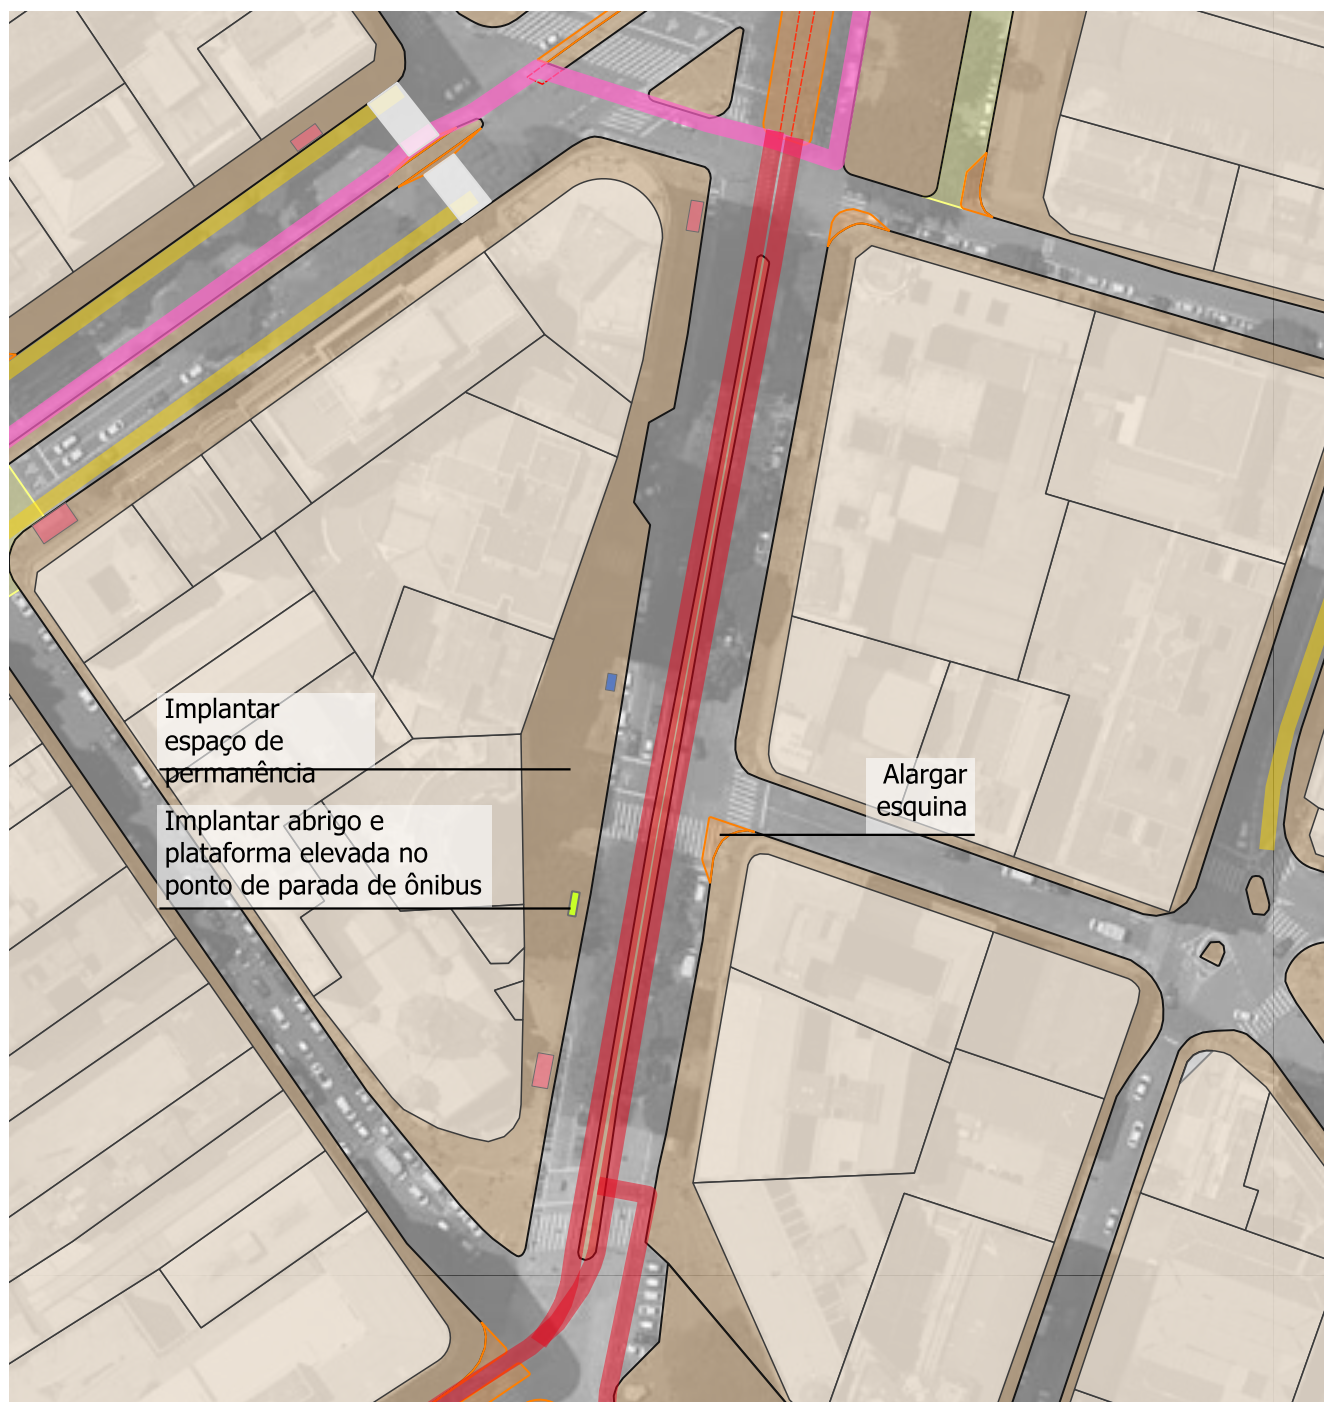 Implantar
espaço de
permanência
Alargar
esquina
Implantar abrigo e
plataforma elevada no
ponto de parada de ônibus